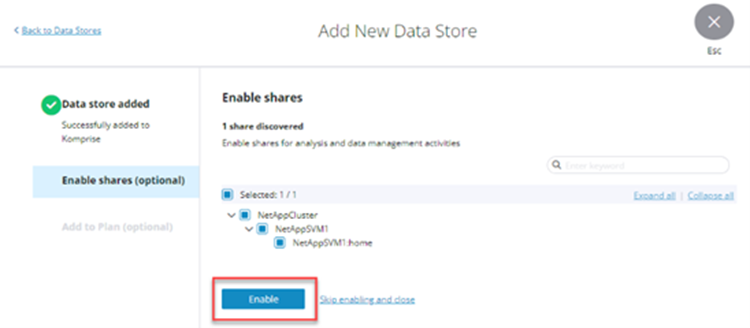 Back to Data Stores
Add New Data Store
Esc
Data store added
Successfully added to
Komprise
Enable shares (optional)
Add to Plan (optional)
Enable shares
1 share discovered
Enable shares for analysis and data management activities
Enter keyword
Selected: 1 / 1
Expand all | Collapse all
NetAppCluster
NetAppSVM1
NetAppSVM1:home
Enable
Skip enabling and close